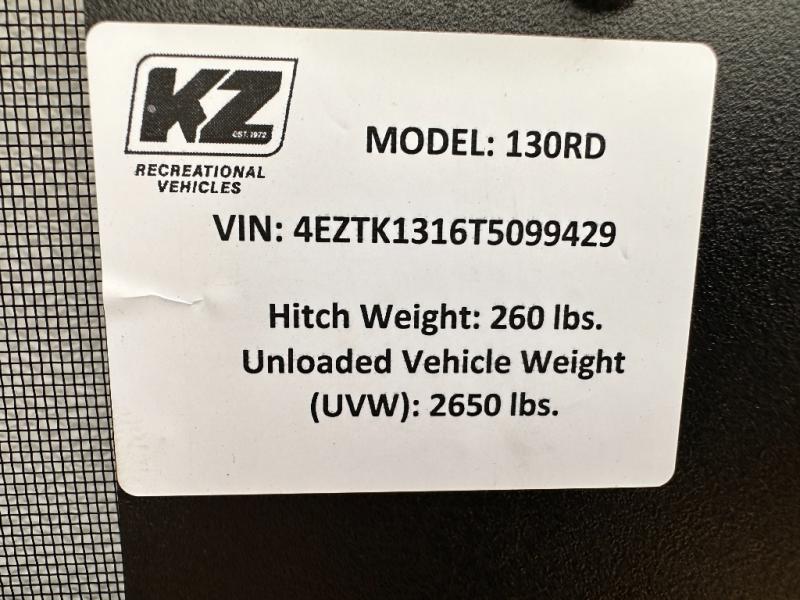 KZ
EST. 1972
RECREATIONAL
VEHICLES
MODEL: 130RD
VIN: 4EZTK1316T5099429
Hitch Weight: 260 lbs.
Unloaded Vehicle Weight
(UVW): 2650 lbs.